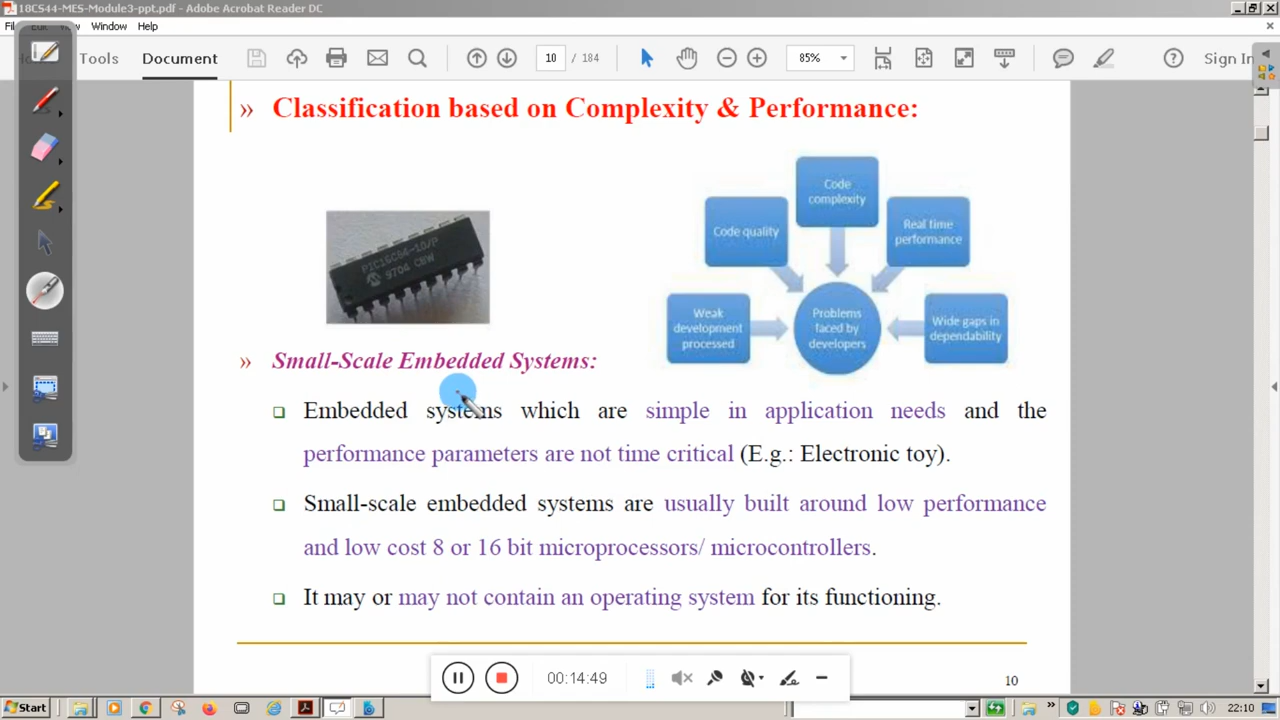 18CS44-MES-Module3-ppt.pdf - Adobe Acrobat Reader DC
Window Help
Tools Document 10 / 184 85% Sign In
» Classification based on Complexity & Performance:
Code complexity
Code quality
Real time performance
PIC16C84-10/P
9704 CBW
Weak development processed
Problems faced by developers
Wide gaps in dependability
» Small-Scale Embedded Systems:
Embedded systems which are simple in application needs and the
performance parameters are not time critical (E.g.: Electronic toy).
Small-scale embedded systems are usually built around low performance
and low cost 8 or 16 bit microprocessors/ microcontrollers.
It may or may not contain an operating system for its functioning.
00:14:49
10
Start
22:10